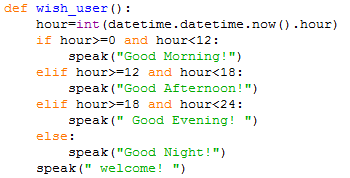 def wish_user():
    hour=int(datetime.datetime.now().hour)
    if hour>=0 and hour<12:
        speak("Good Morning!")
    elif hour>=12 and hour<18:
        speak("Good Afternoon!")
    elif hour>=18 and hour<24:
        speak(" Good Evening! ")
    else:
        speak("Good Night!")
    speak(" welcome! ")